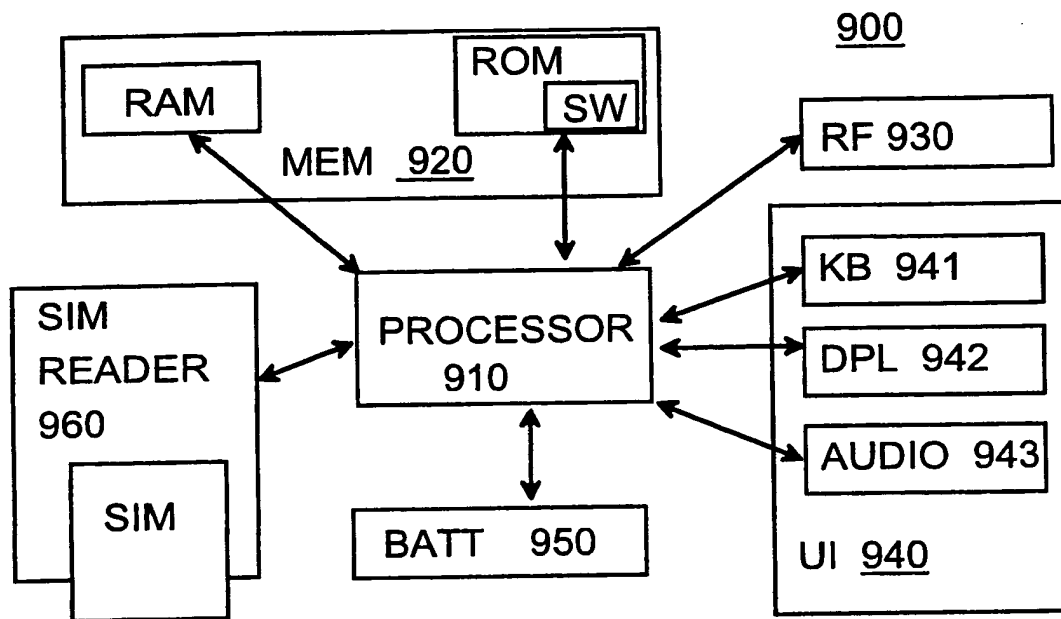 900
ROM
RAM
SW
MEM 920
RF 930
KB 941
SIM
READER
960
PROCESSOR
910
DPL 942
AUDIO 943
SIM
BATT 950
UI 940